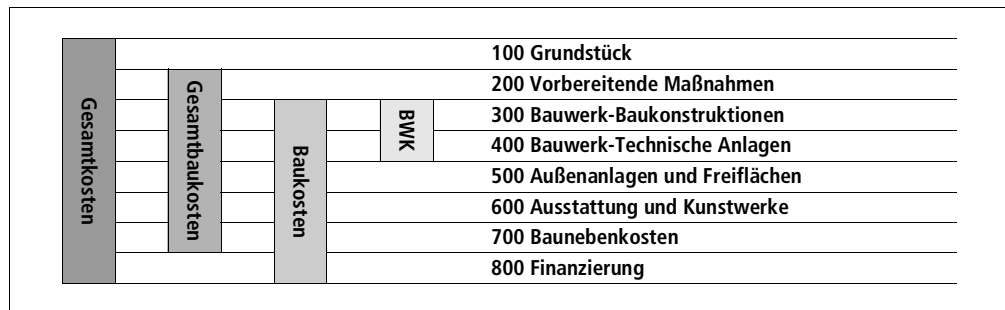 Gesamtkosten
Gesamtbaukosten
Baukosten
BWK
100 Grundstück
200 Vorbereitende Maßnahmen
300 Bauwerk-Baukonstruktionen
400 Bauwerk-Technische Anlagen
500 Außenanlagen und Freiflächen
600 Ausstattung und Kunstwerke
700 Baunebenkosten
800 Finanzierung